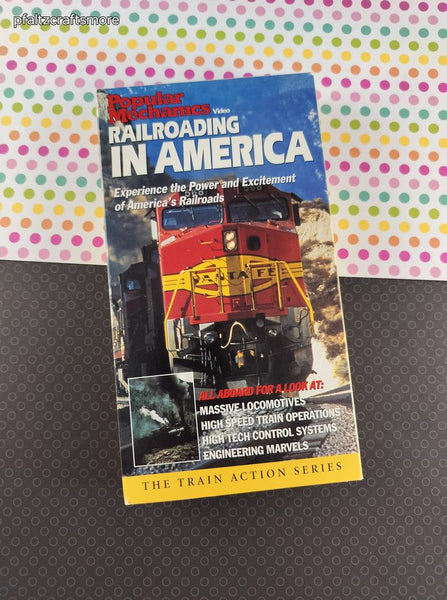 pfaltzcraftsmore
Popular
Mechanics Video
RAILROADING
IN AMERICA
Experience the Power and Excitement
of America's Railroads
SANTA FE
ALL ABOARD FOR A LOOK AT:
MASSIVE LOCOMOTIVES
HIGH SPEED TRAIN OPERATIONS
HIGH TECH CONTROL SYSTEMS
ENGINEERING MARVELS
THE TRAIN ACTION SERIES